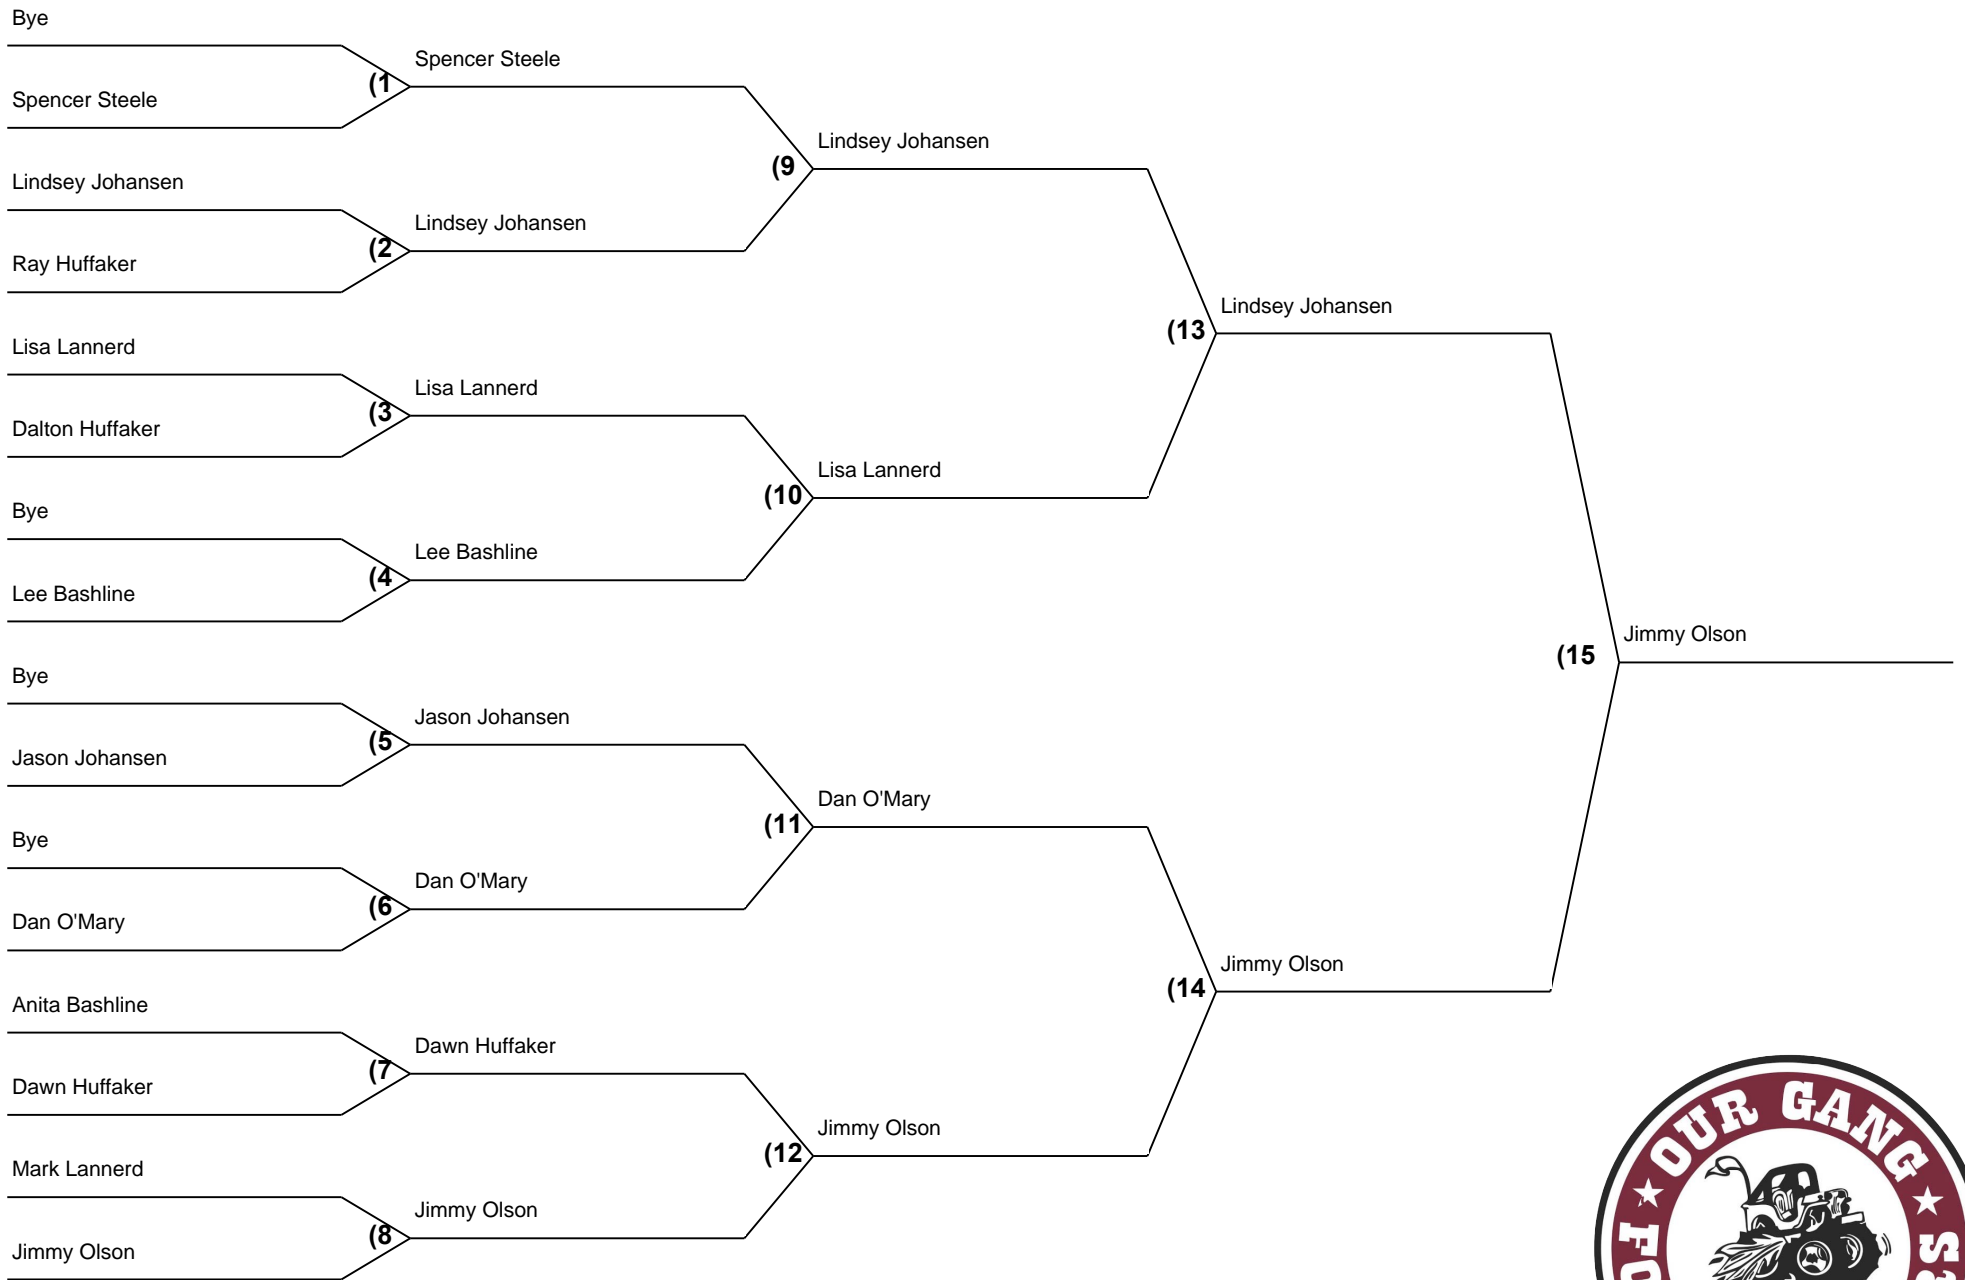 Bye
Spencer Steele
Lindsey Johansen
Ray Huffaker
Lisa Lannerd
Dalton Huffaker
Bye
Lee Bashline
Bye
Jason Johansen
Bye
Dan O'Mary
Anita Bashline
Dawn Huffaker
Mark Lannerd
Jimmy Olson
(1
(2
(3
(4
(5
(6
(7
(8
Spencer Steele
Lindsey Johansen
Lisa Lannerd
Lee Bashline
Jason Johansen
Dan O'Mary
Dawn Huffaker
Jimmy Olson
(9
(10
(11
(12
Lindsey Johansen
Lisa Lannerd
Dan O'Mary
Jimmy Olson
(13
(14
Lindsey Johansen
Jimmy Olson
(15
Jimmy Olson
OUR GANG